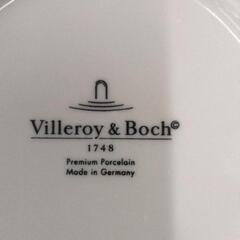 Villeroy & Boch©
1748
Premium Porcelain
Made in Germany